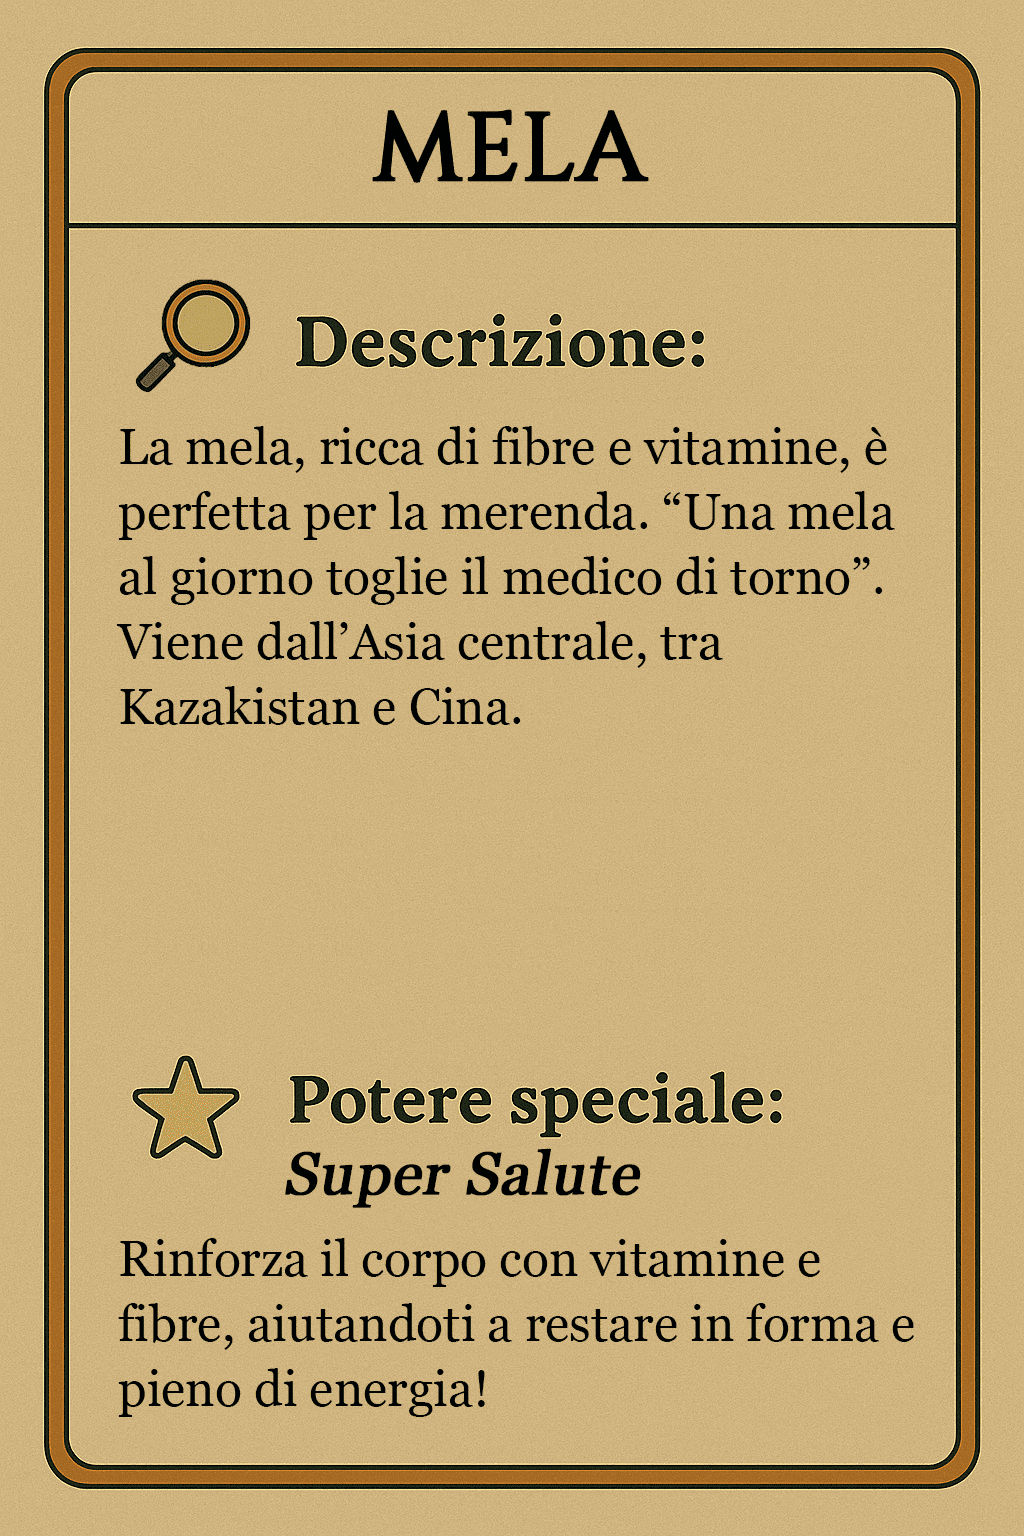 MELA
Descrizione:
La mela, ricca di fibre e vitamine, è
perfetta per la merenda. “Una mela
al giorno toglie il medico di torno”.
Viene dall’Asia centrale, tra
Kazakistan e Cina.
Potere speciale:
Super Salute
Rinforza il corpo con vitamine e
fibre, aiutandoti a restare in forma e
pieno di energia!